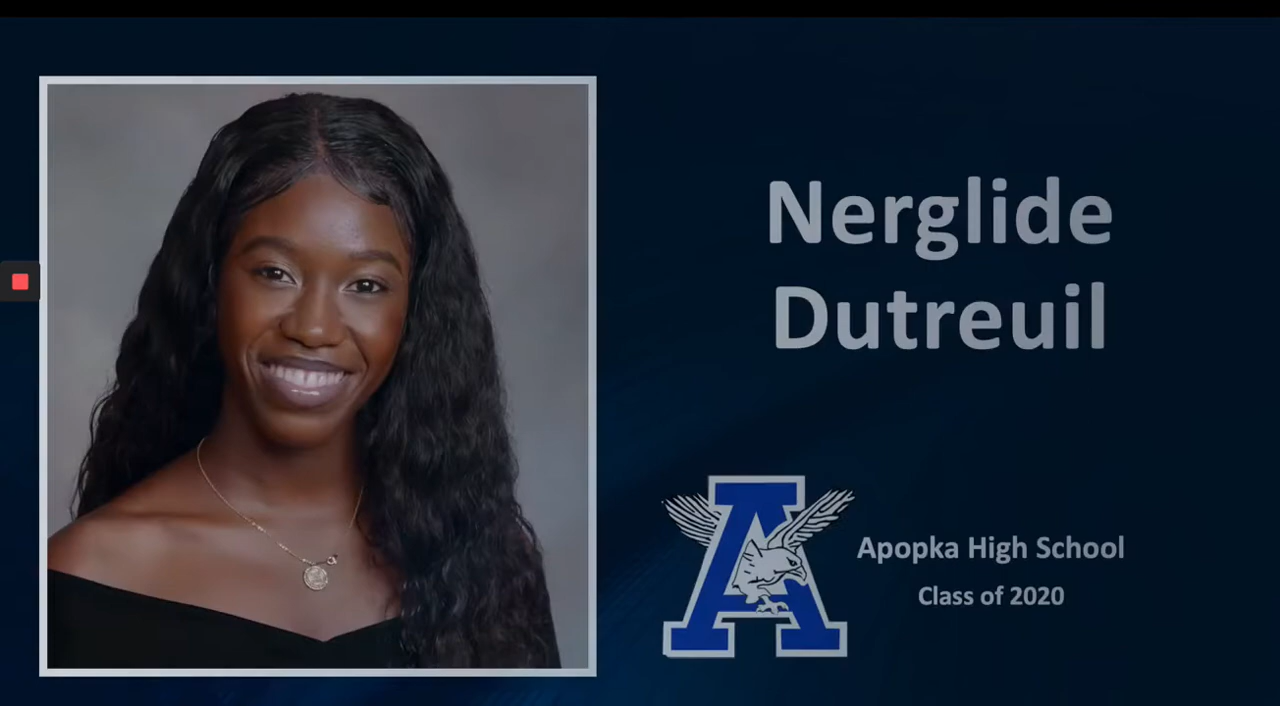 Nerglide
Dutreuil
A
Apopka High School
Class of 2020